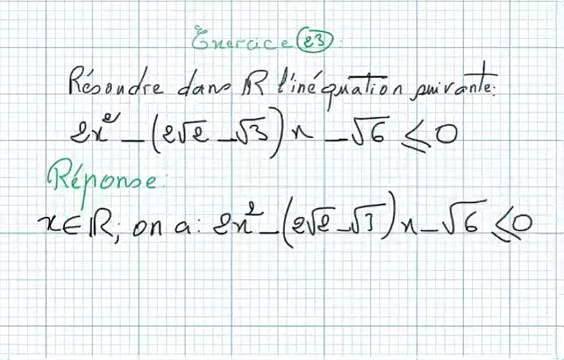 Exercice 23:
Résoudre dans ℝ l'inéquation suivante:
2x² - (2√2 - √3)x - √6 ≤ 0
Réponse:
x∈ℝ; on a: 2x² - (2√2 - √3)x - √6 ≤ 0